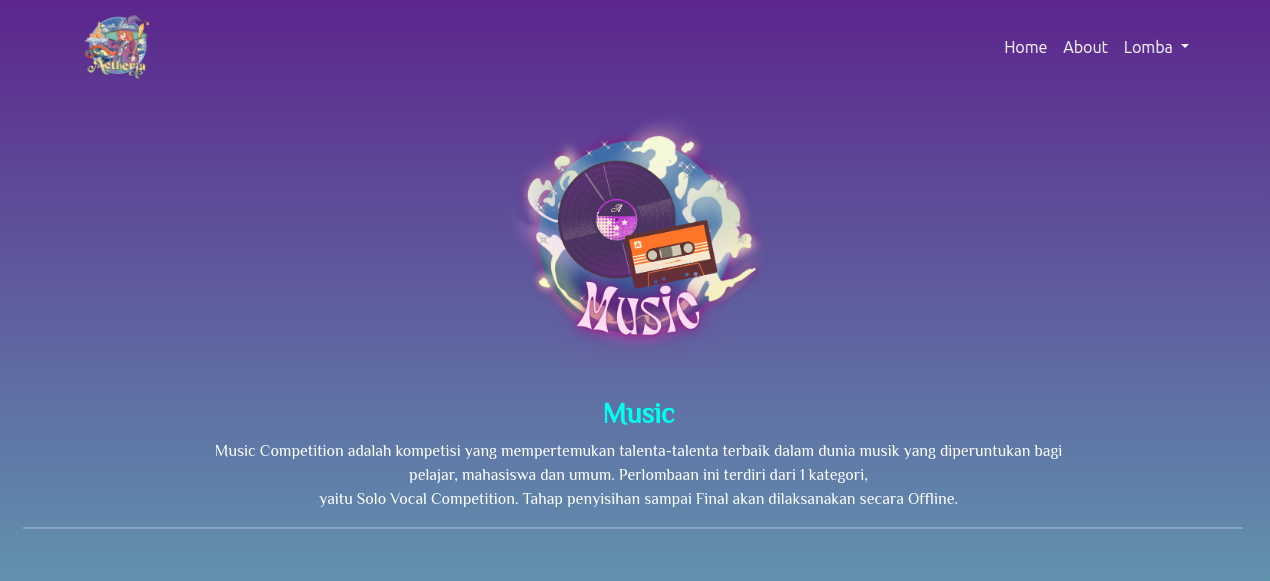 Aetheria
Home About Lomba
A
Music
Music
Music Competition adalah kompetisi yang mempertemukan talenta-talenta terbaik dalam dunia musik yang diperuntukan bagi
pelajar, mahasiswa dan umum. Perlombaan ini terdiri dari 1 kategori,
yaitu Solo Vocal Competition. Tahap penyisihan sampai Final akan dilaksanakan secara Offline.